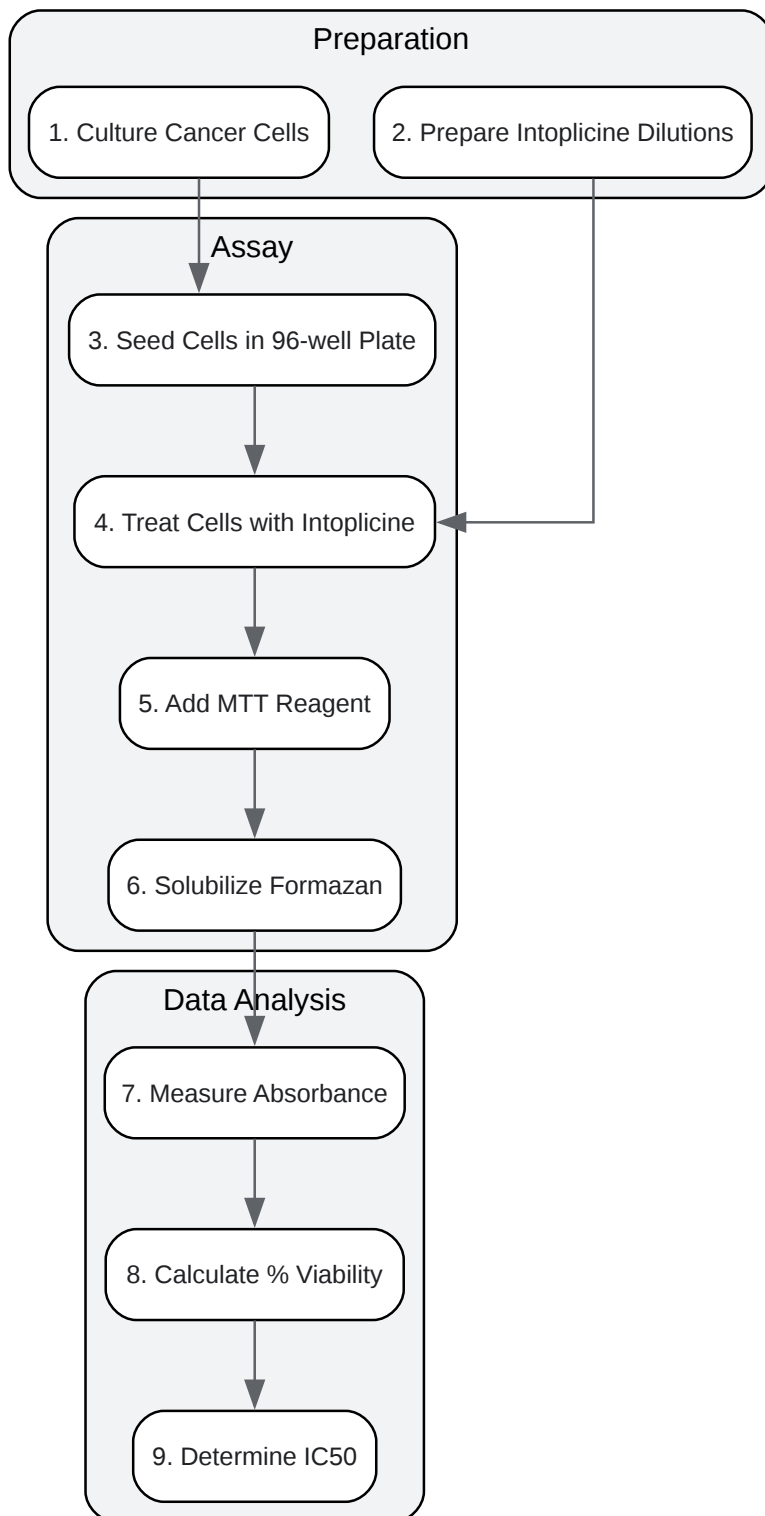 Preparation
1. Culture Cancer Cells
2. Prepare Intoplicine Dilutions
Assay
3. Seed Cells in 96-well Plate
4. Treat Cells with Intoplicine
5. Add MTT Reagent
6. Solubilize Formazan
Data Analysis
7. Measure Absorbance
8. Calculate % Viability
9. Determine IC50